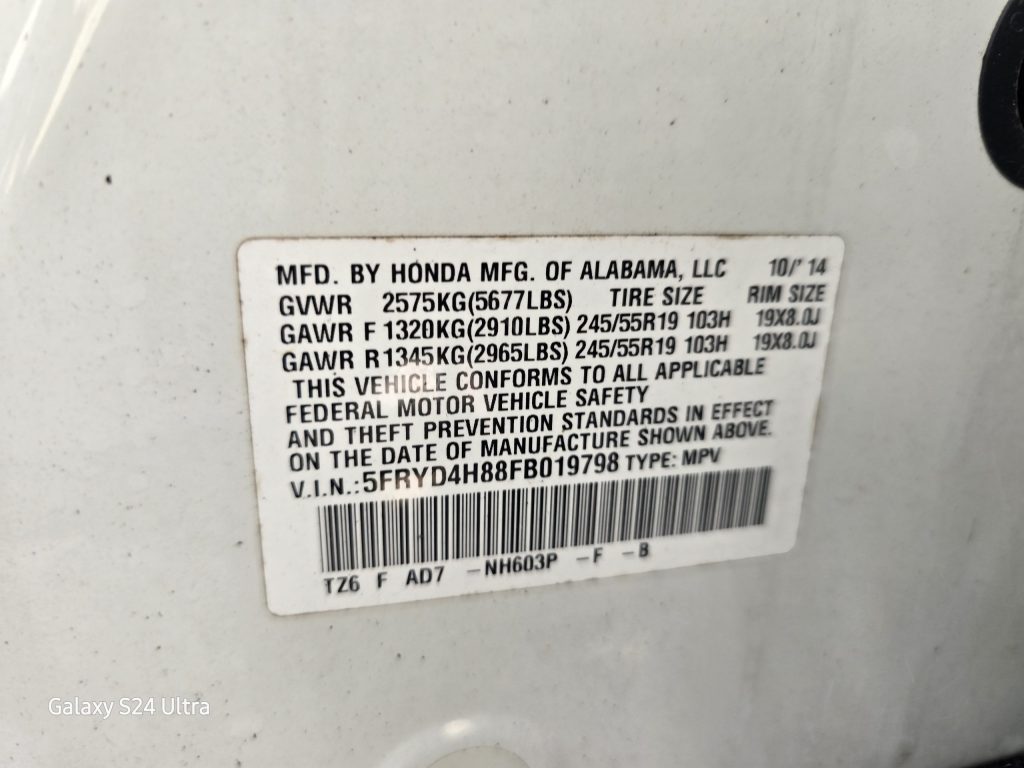 MFD. BY HONDA MFG. OF ALABAMA, LLC 10/'14
GVWR 2575KG(5677LBS) TIRE SIZE RIM SIZE
GAWR F 1320KG(2910LBS) 245/55R19 103H 19X8.0J
GAWR R1345KG(2965LBS) 245/55R19 103H 19X8.0J
THIS VEHICLE CONFORMS TO ALL APPLICABLE
FEDERAL MOTOR VEHICLE SAFETY
AND THEFT PREVENTION STANDARDS IN EFFECT
ON THE DATE OF MANUFACTURE SHOWN ABOVE.
V.I.N.:5FRYD4H88FB019798 TYPE: MPV
TZ6 F AD7 -NH603P -F -B
Galaxy S24 Ultra